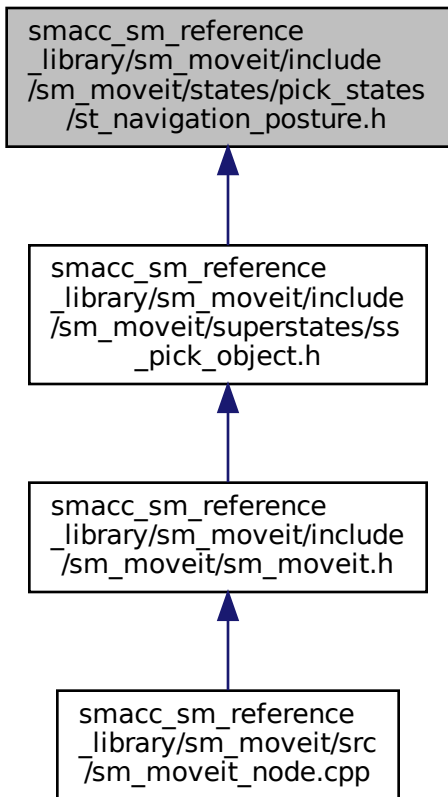 smacc_sm_reference
_library/sm_moveit/include
/sm_moveit/states/pick_states
/st_navigation_posture.h
smacc_sm_reference
_library/sm_moveit/include
/sm_moveit/superstates/ss
_pick_object.h
smacc_sm_reference
_library/sm_moveit/include
/sm_moveit/sm_moveit.h
smacc_sm_reference
_library/sm_moveit/src
/sm_moveit_node.cpp